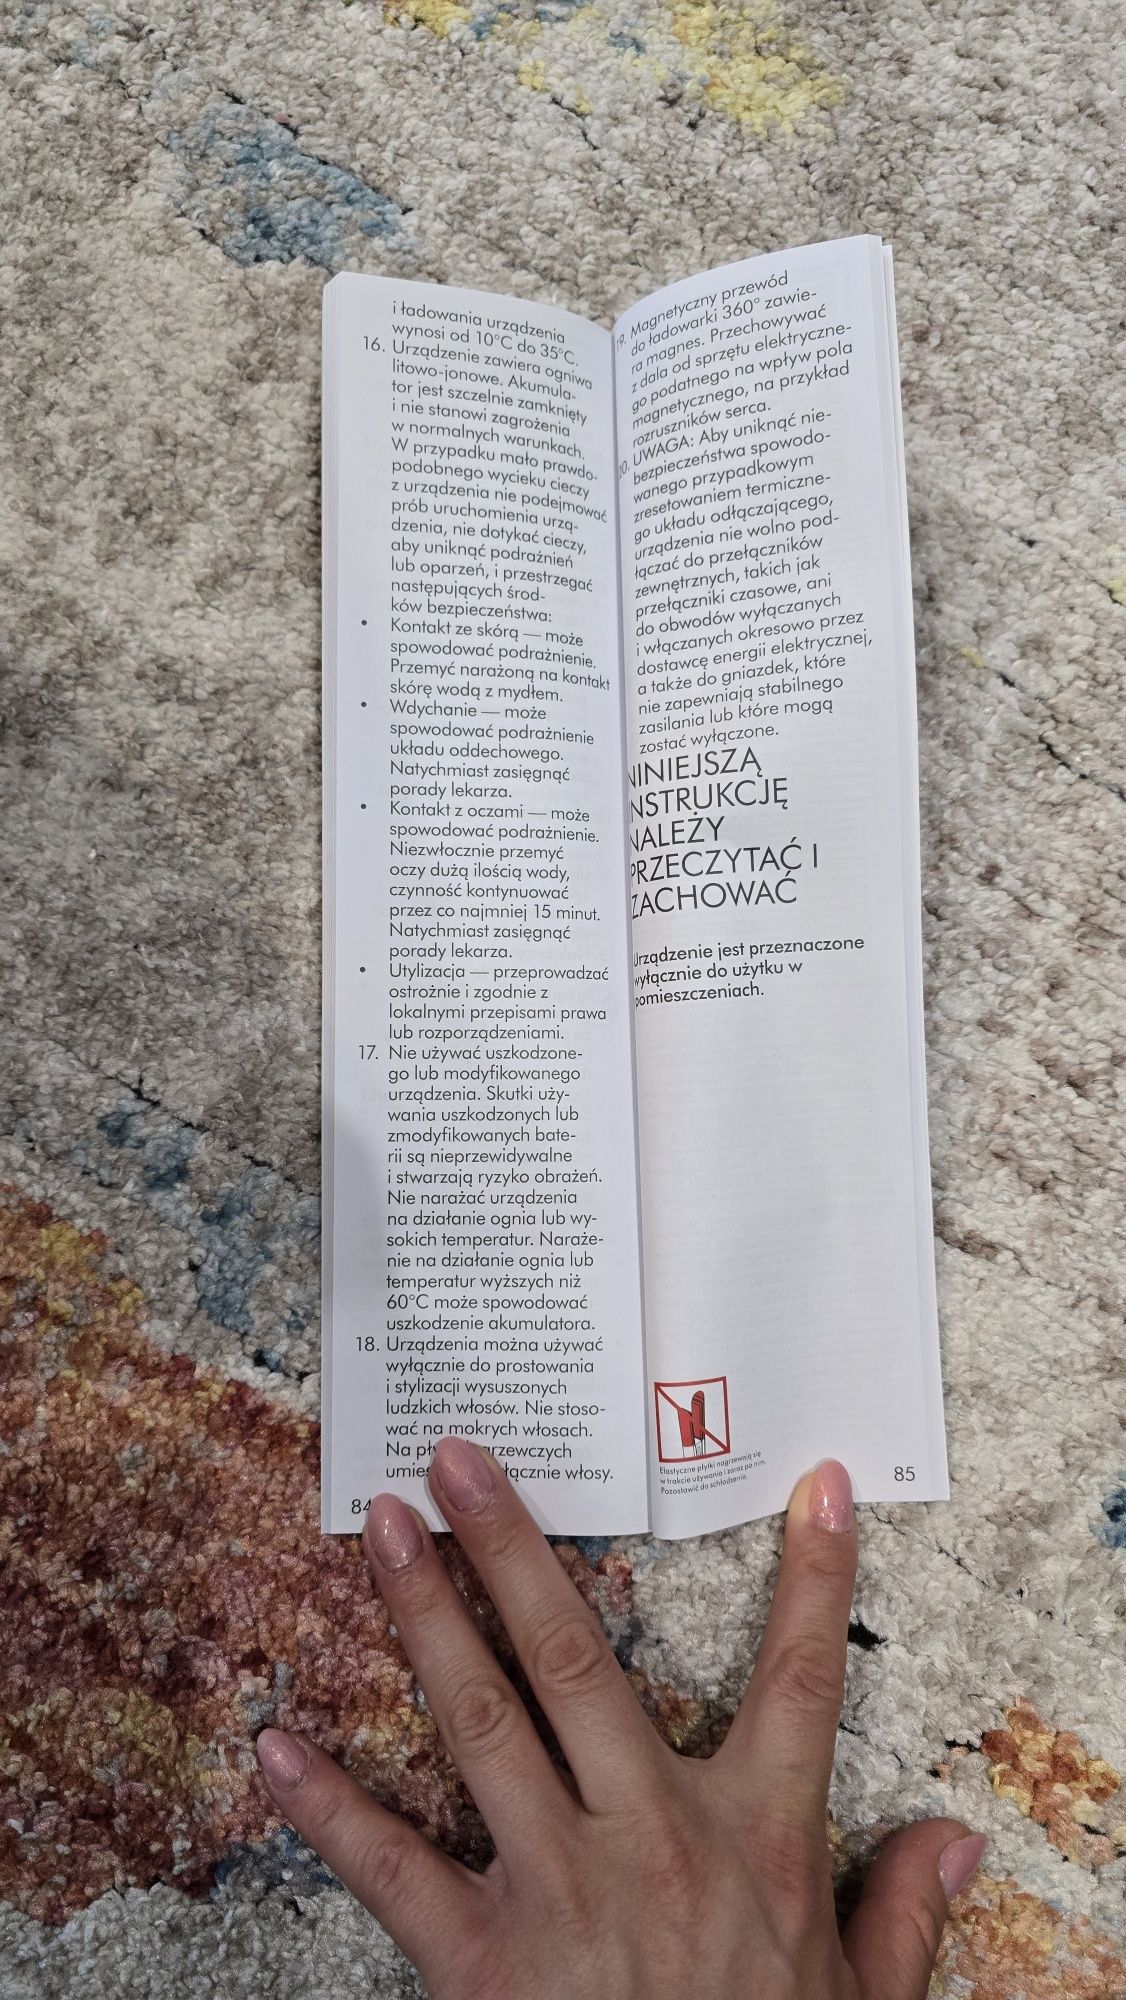 i ładowania urządzenia
wynosi od 10°C do 35°C.
16. Urządzenie zawiera ogniwa
litowo-jonowe. Akumula-
tor jest szczelnie zamknięty
i nie stanowi zagrożenia
w normalnych warunkach.
W przypadku mało prawdo-
podobnego wycieku cieczy
z urządzenia nie podejmować
prób uruchomienia urzą-
dzenia, nie dotykać cieczy,
aby uniknąć podrażnień
lub oparzeń, i przestrzegać
następujących środ-
ków bezpieczeństwa:
• Kontakt ze skórą — może
spowodować podrażnienie.
Przemyć narażoną na kontakt
skórę wodą z mydłem.
• Wdychanie — może
spowodować podrażnienie
układu oddechowego.
Natychmiast zasięgnąć
porady lekarza.
• Kontakt z oczami — może
spowodować podrażnienie.
Niezwłocznie przemyć
oczy dużą ilością wody,
czynność kontynuować
przez co najmniej 15 minut.
Natychmiast zasięgnąć
porady lekarza.
• Utylizacja — przeprowadzać
ostrożnie i zgodnie z
lokalnymi przepisami prawa
lub rozporządzeniami.
17. Nie używać uszkodzone-
go lub modyfikowanego
urządzenia. Skutki uży-
wania uszkodzonych lub
zmodyfikowanych bate-
rii są nieprzewidywalne
i stwarzają ryzyko obrażeń.
Nie narażać urządzenia
na działanie ognia lub wy-
sokich temperatur. Naraże-
nie na działanie ognia lub
temperatur wyższych niż
60°C może spowodować
uszkodzenie akumulatora.
18. Urządzenia można używać
wyłącznie do prostowania
i stylizacji wysuszonych
ludzkich włosów. Nie stoso-
wać na mokrych włosach.
Na
włosy.
84
19. Magnetyczny przewód
do ładowarki 360° zawie-
ra magnes. Przechowywać
z dala od sprzętu elektryczne-
go podatnego na wpływ pola
magnetycznego, na przykład
rozruszników serca.
20. UWAGA: Aby uniknąć nie-
bezpieczeństwa spowodo-
wanego przypadkowym
zresetowaniem termiczne-
go układu odłączającego,
urządzenia nie wolno pod-
łączać do przełączników
zewnętrznych, takich jak
przełączniki czasowe, ani
do obwodów wyłączanych
i włączanych okresowo przez
dostawcę energii elektrycznej,
a także do gniazdek, które
nie zapewniają stabilnego
zasilania lub które mogą
zostać wyłączone.
NINIEJSZĄ
INSTRUKCJĘ
NALEŻY
PRZECZYTAĆ I
ZACHOWAĆ
Urządzenie jest przeznaczone
wyłącznie do użytku w
pomieszczeniach.
Elastyczne płytki nagrzewają się
w trakcie używania i zaraz po nim.
Pozostawić do schłodzenia.
85